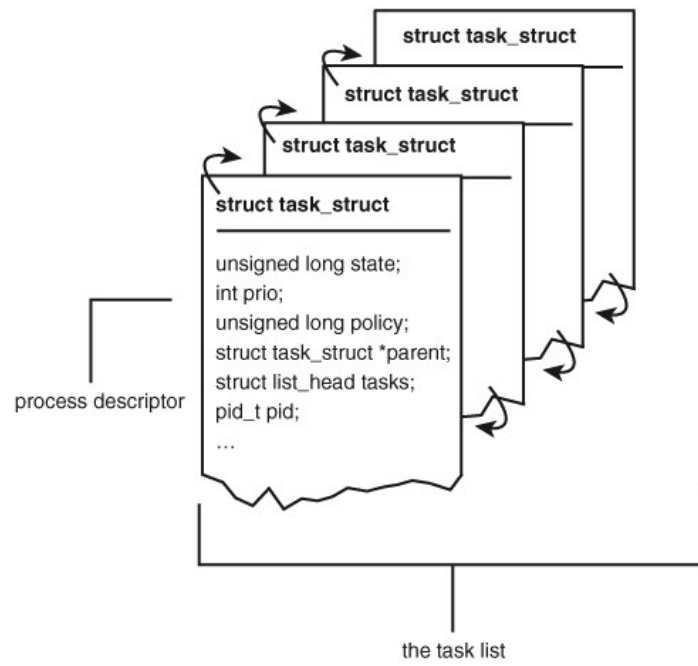 struct task_struct
struct task_struct
struct task_struct
struct task_struct
unsigned long state;
int prio;
unsigned long policy;
struct task_struct *parent;
struct list_head tasks;
pid_t pid;
...
process descriptor
the task list